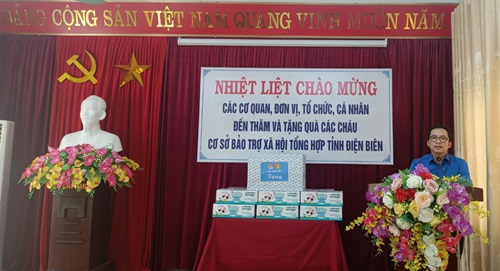 ĐẢNG CỘNG SẢN VIỆT NAM QUANG VINH MUÔN NĂM
NHIỆT LIỆT CHÀO MỪNG
CÁC CƠ QUAN, ĐƠN VỊ, TỔ CHỨC, CÁ NHÂN
ĐẾN THĂM VÀ TẶNG QUÀ CÁC CHÁU
CƠ SỞ BẢO TRỢ XÃ HỘI TỔNG HỢP TỈNH ĐIỆN BIÊN
Tặng